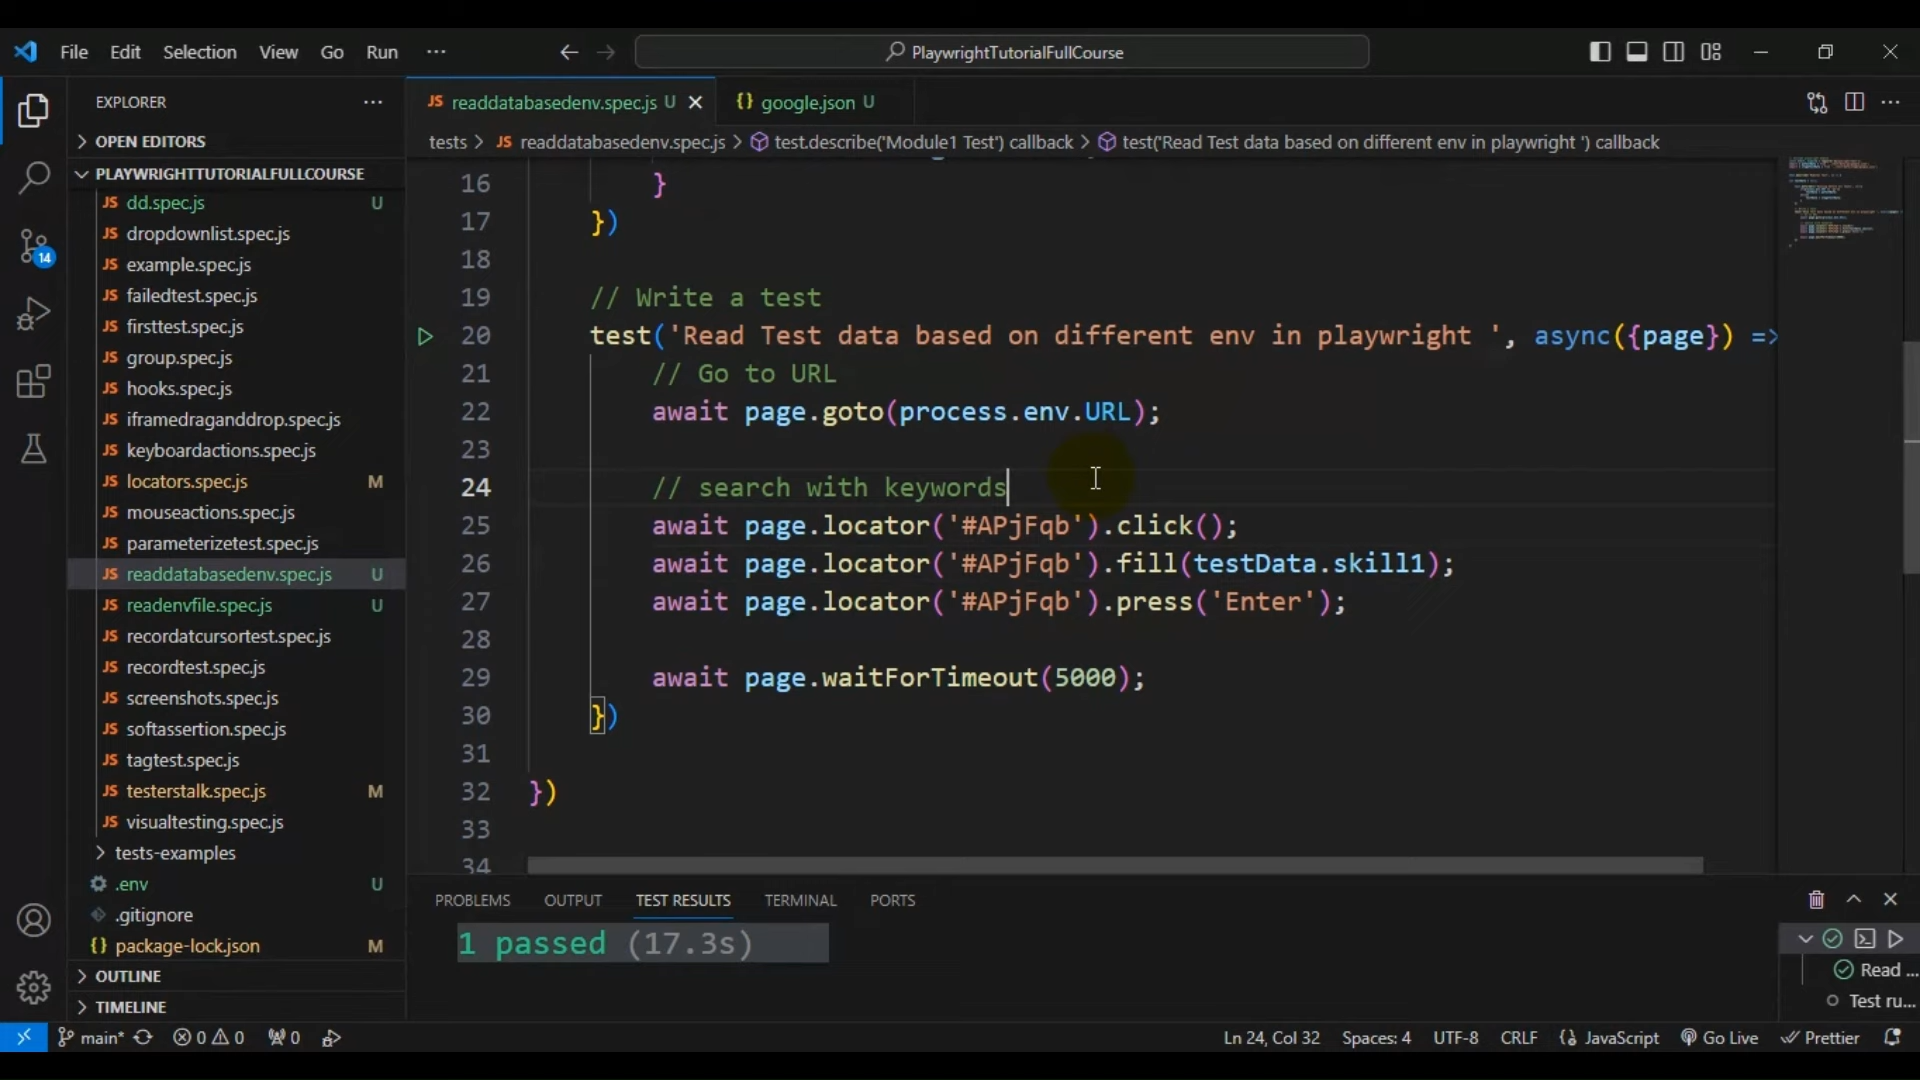 File Edit Selection View Go Run ···
PlaywrightTutorialFullCourse
EXPLORER
OPEN EDITORS
PLAYWRIGHTTUTORIALFULLCOURSE
JS dd.spec.js U
JS dropdownlist.spec.js
JS example.spec.js
JS failedtest.spec.js
JS firsttest.spec.js
JS group.spec.js
JS hooks.spec.js
JS iframedraganddrop.spec.js
JS keyboardactions.spec.js
JS locators.spec.js M
JS mouseactions.spec.js
JS parameterizetest.spec.js
JS readdatabasedenv.spec.js U
JS readenvfile.spec.js U
JS recordatcursortest.spec.js
JS recordtest.spec.js
JS screenshots.spec.js
JS softassertion.spec.js
JS tagtest.spec.js
JS testerstalk.spec.js M
JS visualtesting.spec.js
tests-examples
.env U
.gitignore
{} package-lock.json M
OUTLINE
TIMELINE
14
JS readdatabasedenv.spec.js U
{} google.json U
tests > JS readdatabasedenv.spec.js > test.describe('Module1 Test') callback > test('Read Test data based on different env in playwright ') callback
16 }
17 })
18
19 // Write a test
20 test('Read Test data based on different env in playwright ', async({page}) =>
21 // Go to URL
22 await page.goto(process.env.URL);
23
24 // search with keywords
25 await page.locator('#APjFqb').click();
26 await page.locator('#APjFqb').fill(testData.skill1);
27 await page.locator('#APjFqb').press('Enter');
28
29 await page.waitForTimeout(5000);
30 })
31
32 })
33
34
PROBLEMS OUTPUT TEST RESULTS TERMINAL PORTS
1 passed (17.3s)
Read ...
Test ru...
main* 0 0 0
Ln 24, Col 32 Spaces: 4 UTF-8 CRLF JavaScript Go Live Prettier